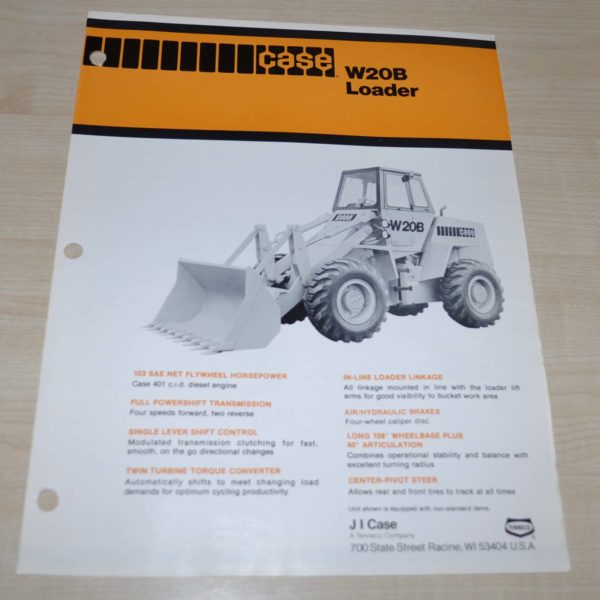 case
W20B
Loader
W20B
case
103 SAE NET FLYWHEEL HORSEPOWER
Case 401 c.i.d. diesel engine
FULL POWERSHIFT TRANSMISSION
Four speeds forward, two reverse
SINGLE LEVER SHIFT CONTROL
Modulated transmission clutching for fast,
smooth, on the go directional changes
TWIN TURBINE TORQUE CONVERTER
Automatically shifts to meet changing load
demands for optimum cycling productivity
IN-LINE LOADER LINKAGE
All linkage mounted in line with the loader lift
arms for good visibility to bucket work area
AIR/HYDRAULIC BRAKES
Four-wheel caliper disc
LONG 108" WHEELBASE PLUS
40° ARTICULATION
Combines operational stability and balance with
excellent turning radius
CENTER-PIVOT STEER
Allows rear and front tires to track at all times
Unit shown is equipped with non-standard items.
J I Case
A Tenneco Company
700 State Street Racine, WI 53404 U.S.A.
TENNECO